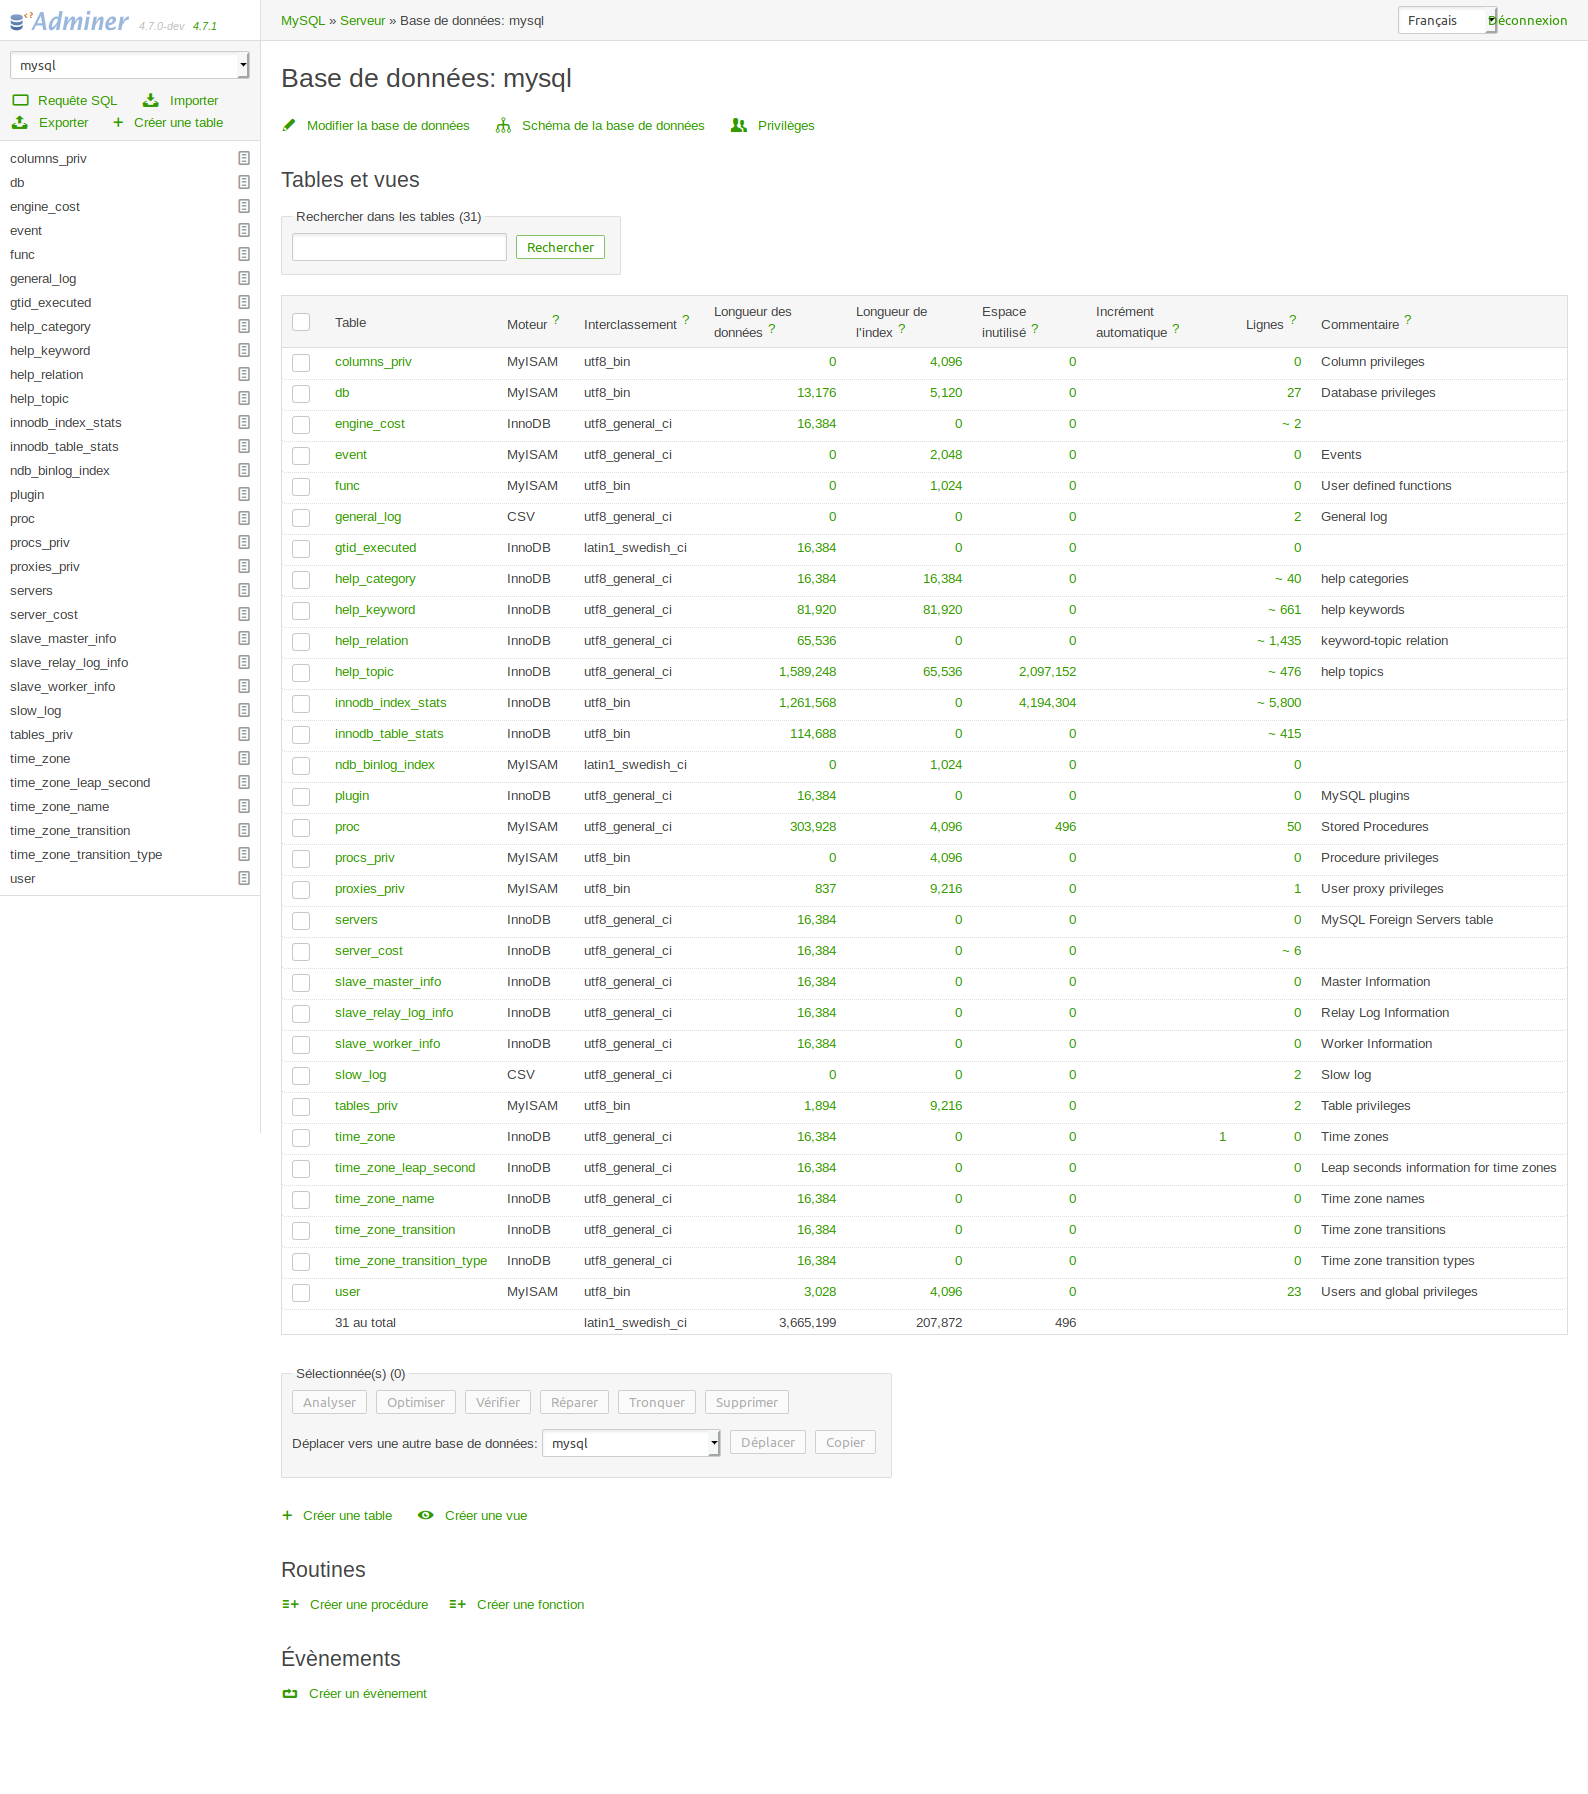 Adminer 4.7.0-dev 4.7.1
MySQL » Serveur » Base de données: mysql
Français
Déconnexion
mysql
Requête SQL Importer
Exporter Créer une table
columns_priv
db
engine_cost
event
func
general_log
gtid_executed
help_category
help_keyword
help_relation
help_topic
innodb_index_stats
innodb_table_stats
ndb_binlog_index
plugin
proc
procs_priv
proxies_priv
servers
server_cost
slave_master_info
slave_relay_log_info
slave_worker_info
slow_log
tables_priv
time_zone
time_zone_leap_second
time_zone_name
time_zone_transition
time_zone_transition_type
user
Base de données: mysql
Modifier la base de données Schéma de la base de données Privilèges
Tables et vues
Rechercher dans les tables (31)
Rechercher
Table Moteur ? Interclassement ? Longueur des données ? Longueur de l'index ? Espace inutilisé ? Incrément automatique ? Lignes ? Commentaire ?
columns_priv MyISAM utf8_bin 0 4,096 0 0 Column privileges
db MyISAM utf8_bin 13,176 5,120 0 27 Database privileges
engine_cost InnoDB utf8_general_ci 16,384 0 0 ~ 2
event MyISAM utf8_general_ci 0 2,048 0 0 Events
func MyISAM utf8_bin 0 1,024 0 0 User defined functions
general_log CSV utf8_general_ci 0 0 0 2 General log
gtid_executed InnoDB latin1_swedish_ci 16,384 0 0 0
help_category InnoDB utf8_general_ci 16,384 16,384 0 ~ 40 help categories
help_keyword InnoDB utf8_general_ci 81,920 81,920 0 ~ 661 help keywords
help_relation InnoDB utf8_general_ci 65,536 0 0 ~ 1,435 keyword-topic relation
help_topic InnoDB utf8_general_ci 1,589,248 65,536 2,097,152 ~ 476 help topics
innodb_index_stats InnoDB utf8_bin 1,261,568 0 4,194,304 ~ 5,800
innodb_table_stats InnoDB utf8_bin 114,688 0 0 ~ 415
ndb_binlog_index MyISAM latin1_swedish_ci 0 1,024 0 0
plugin InnoDB utf8_general_ci 16,384 0 0 0 MySQL plugins
proc MyISAM utf8_general_ci 303,928 4,096 496 50 Stored Procedures
procs_priv MyISAM utf8_bin 0 4,096 0 0 Procedure privileges
proxies_priv MyISAM utf8_bin 837 9,216 0 1 User proxy privileges
servers InnoDB utf8_general_ci 16,384 0 0 0 MySQL Foreign Servers table
server_cost InnoDB utf8_general_ci 16,384 0 0 ~ 6
slave_master_info InnoDB utf8_general_ci 16,384 0 0 0 Master Information
slave_relay_log_info InnoDB utf8_general_ci 16,384 0 0 0 Relay Log Information
slave_worker_info InnoDB utf8_general_ci 16,384 0 0 0 Worker Information
slow_log CSV utf8_general_ci 0 0 0 2 Slow log
tables_priv MyISAM utf8_bin 1,894 9,216 0 2 Table privileges
time_zone InnoDB utf8_general_ci 16,384 0 0 1 0 Time zones
time_zone_leap_second InnoDB utf8_general_ci 16,384 0 0 0 Leap seconds information for time zones
time_zone_name InnoDB utf8_general_ci 16,384 0 0 0 Time zone names
time_zone_transition InnoDB utf8_general_ci 16,384 0 0 0 Time zone transitions
time_zone_transition_type InnoDB utf8_general_ci 16,384 0 0 0 Time zone transition types
user MyISAM utf8_bin 3,028 4,096 0 23 Users and global privileges
31 au total latin1_swedish_ci 3,665,199 207,872 496
Sélectionnée(s) (0)
Analyser Optimiser Vérifier Réparer Tronquer Supprimer
Déplacer vers une autre base de données: mysql Déplacer Copier
Créer une table Créer une vue
Routines
Créer une procédure Créer une fonction
Évènements
Créer un évènement